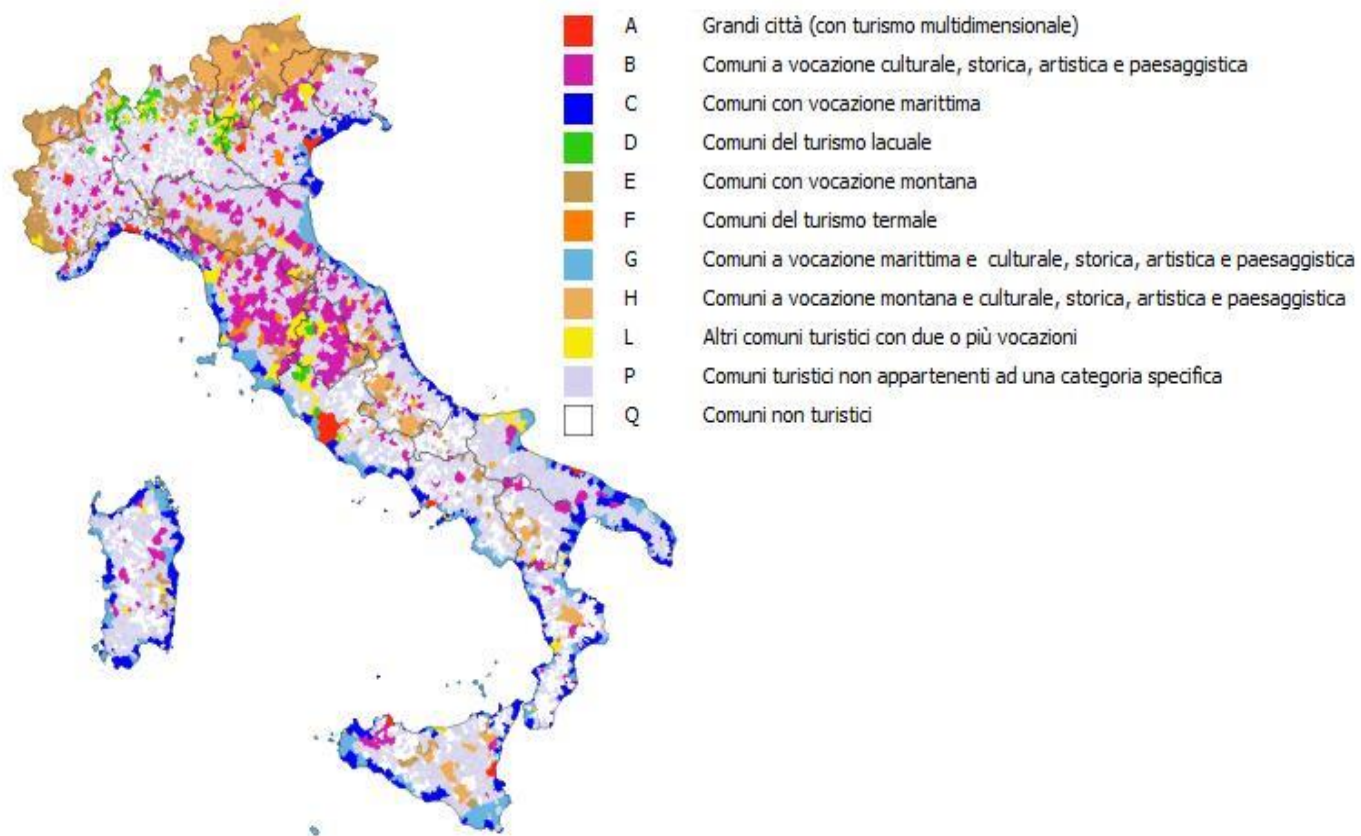 A Grandi città (con turismo multidimensionale)
B Comuni a vocazione culturale, storica, artistica e paesaggistica
C Comuni con vocazione marittima
D Comuni del turismo lacuale
E Comuni con vocazione montana
F Comuni del turismo termale
G Comuni a vocazione marittima e culturale, storica, artistica e paesaggistica
H Comuni a vocazione montana e culturale, storica, artistica e paesaggistica
L Altri comuni turistici con due o più vocazioni
P Comuni turistici non appartenenti ad una categoria specifica
Q Comuni non turistici